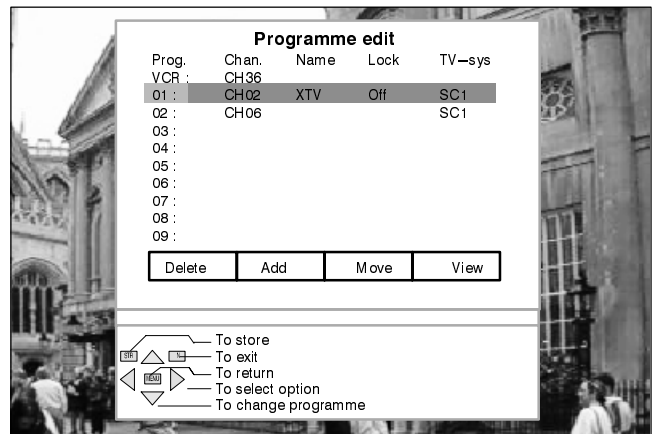 Programme edit
Prog. Chan. Name Lock TV-sys
VCR : CH36
01 : CH02 XTV Off SC1
02 : CH06 SC1
03 :
04 :
05 :
06 :
07 :
08 :
09 :
Delete Add Move View
To store
STR To exit
MENU To return
To select option
To change programme